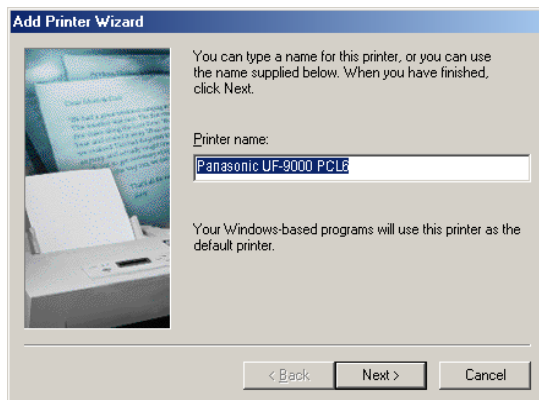 Add Printer Wizard
You can type a name for this printer, or you can use
the name supplied below. When you have finished,
click Next.
Printer name:
Panasonic UF-9000 PCL6
Your Windows-based programs will use this printer as the
default printer.
< Back
Next >
Cancel